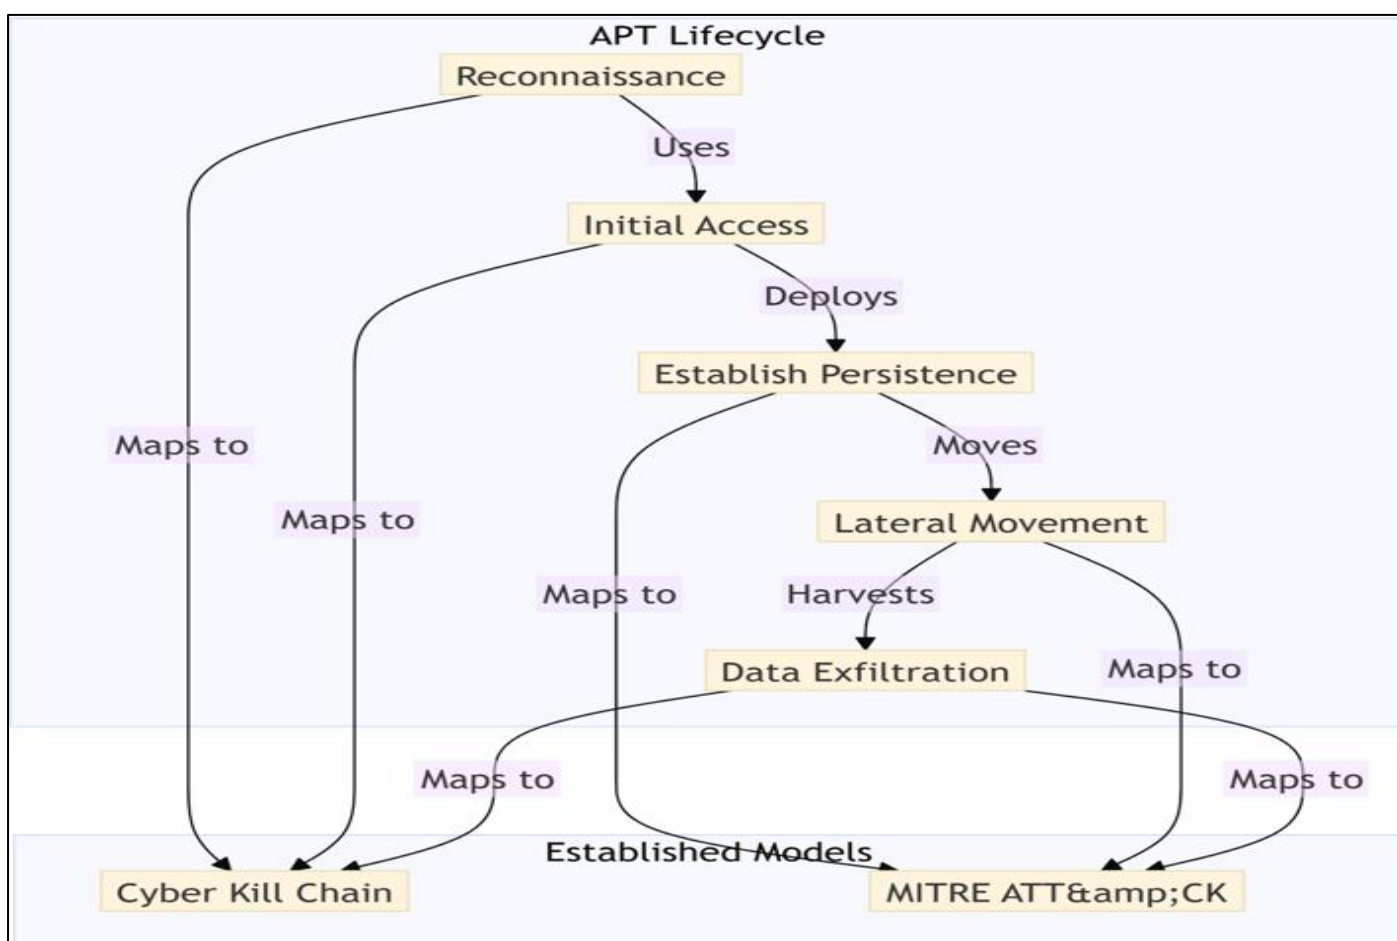 APT Lifecycle
Reconnaissance
Uses
Initial Access
Deploys
Establish Persistence
Maps to
Moves
Maps to
Lateral Movement
Maps to
Harvests
Data Exfiltration
Maps to
Maps to
Maps to
Established Models
Cyber Kill Chain
MITRE ATT&amp;CK